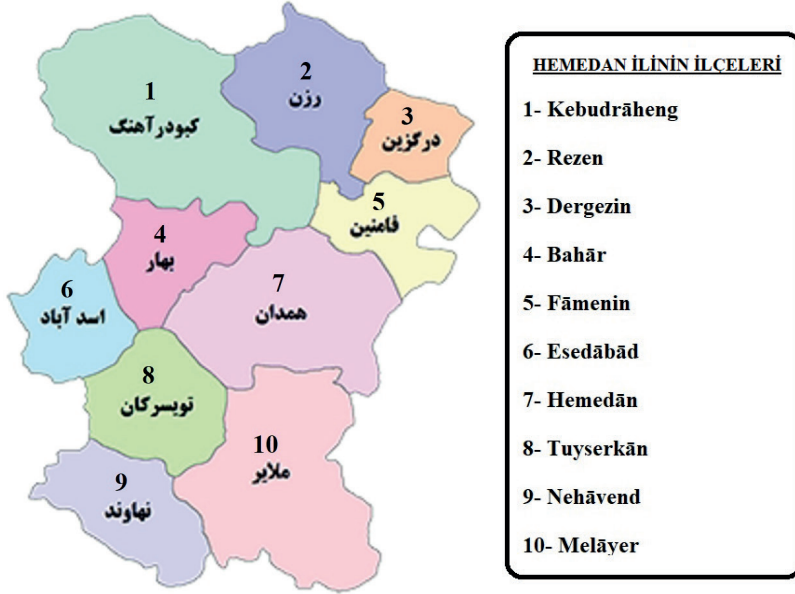 1
کبودرآهنگ
2
رزن
3
درگزین
4
بهار
5
فامنین
6
اسد آباد
7
همدان
8
تویسرکان
9
نهاوند
10
ملایر
HEMEDAN İLİNİN İLÇELERİ
1- Kebudrāheng
2- Rezen
3- Dergezin
4- Bahār
5- Fāmenin
6- Esedābād
7- Hemedān
8- Tuyserkān
9- Nehāvend
10- Melāyer